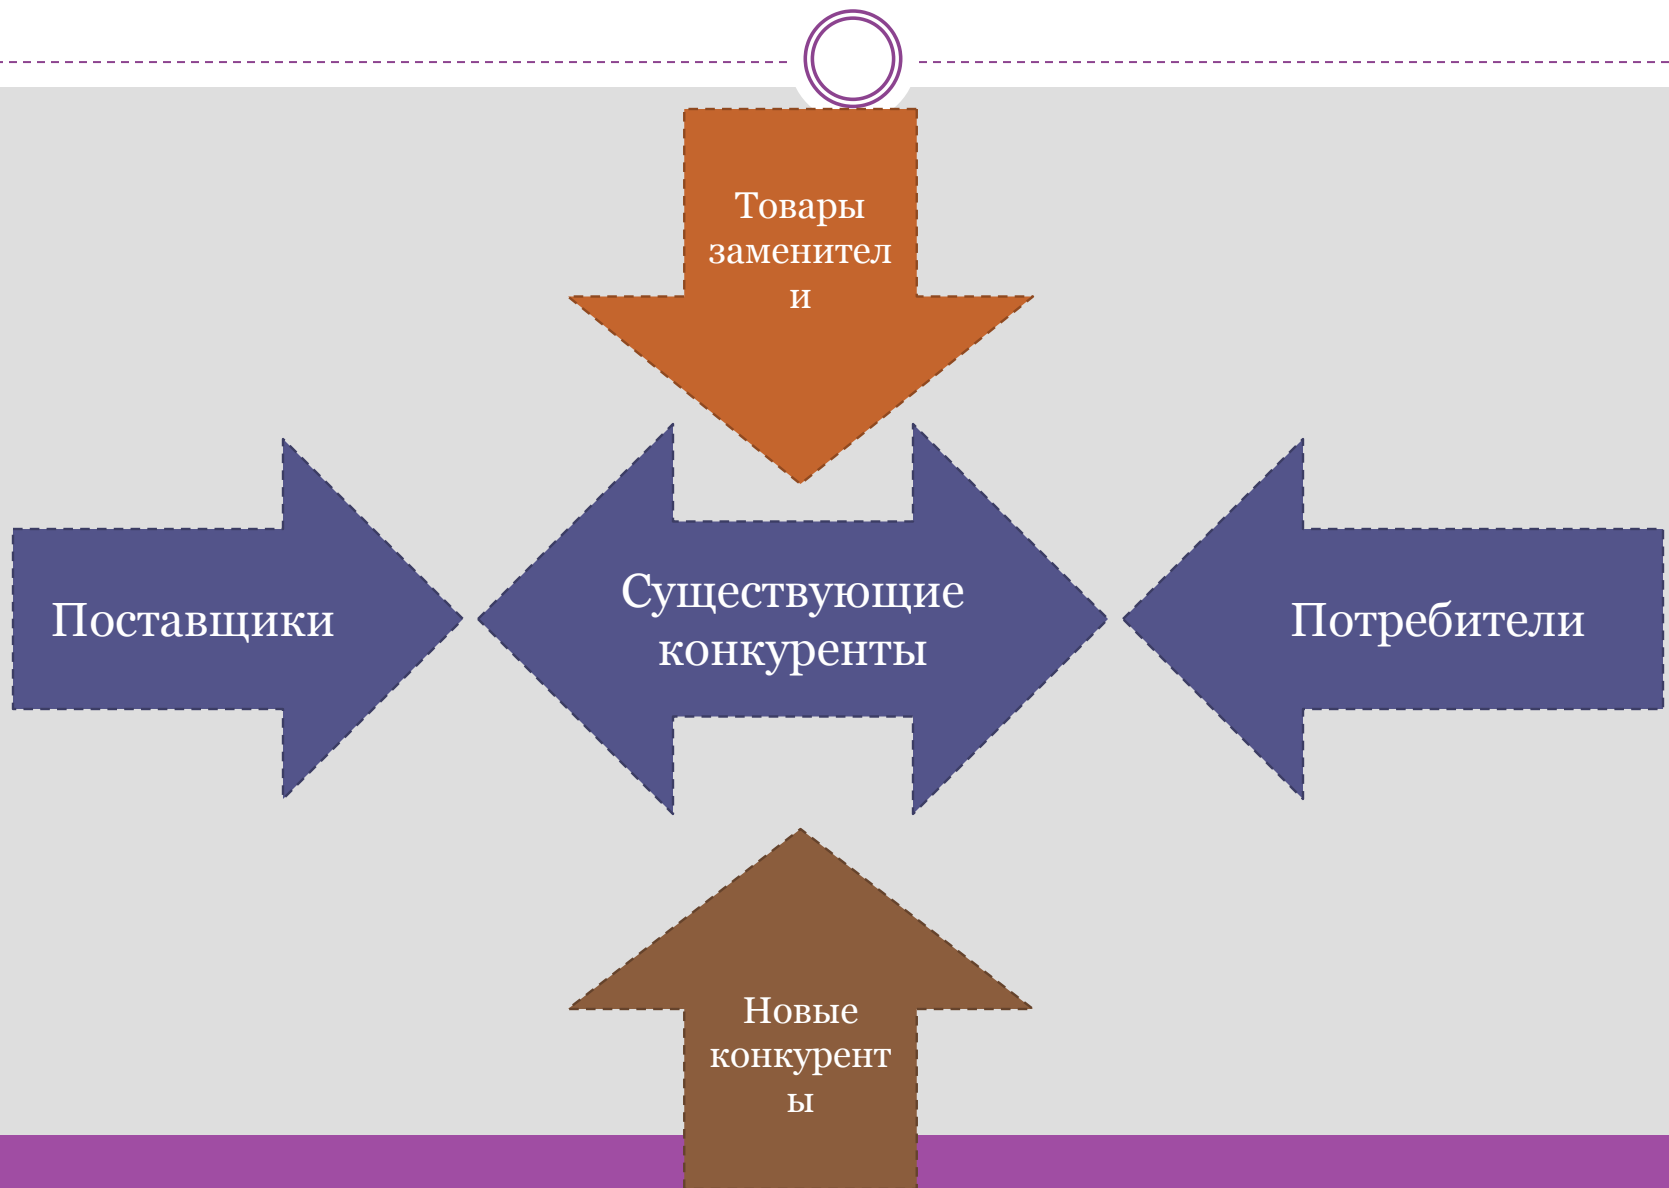 Товары
заменител
и
Поставщики
Существующие
конкуренты
Потребители
Новые
конкурент
ы